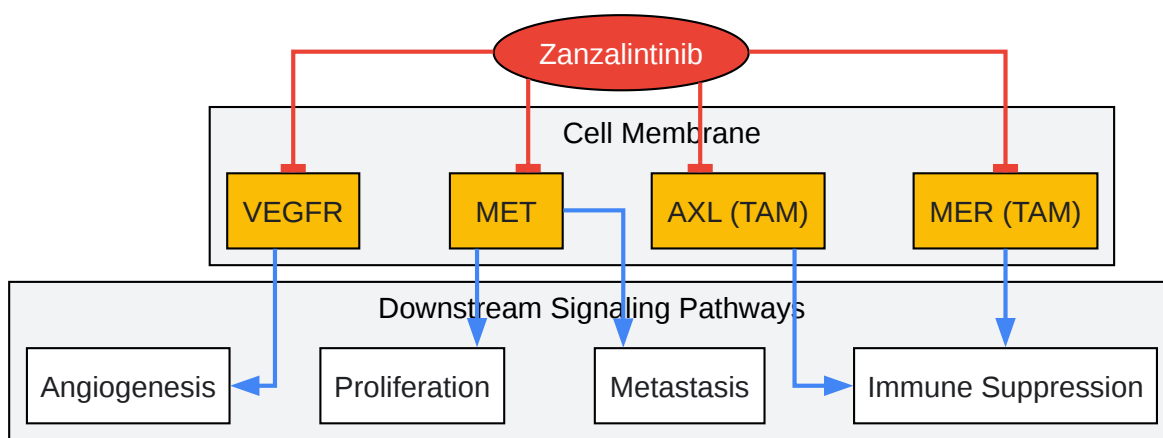 Zanzalintinib
Cell Membrane
VEGFR
MET
AXL (TAM)
MER (TAM)
Downstream Signaling Pathways
Angiogenesis
Proliferation
Metastasis
Immune Suppression